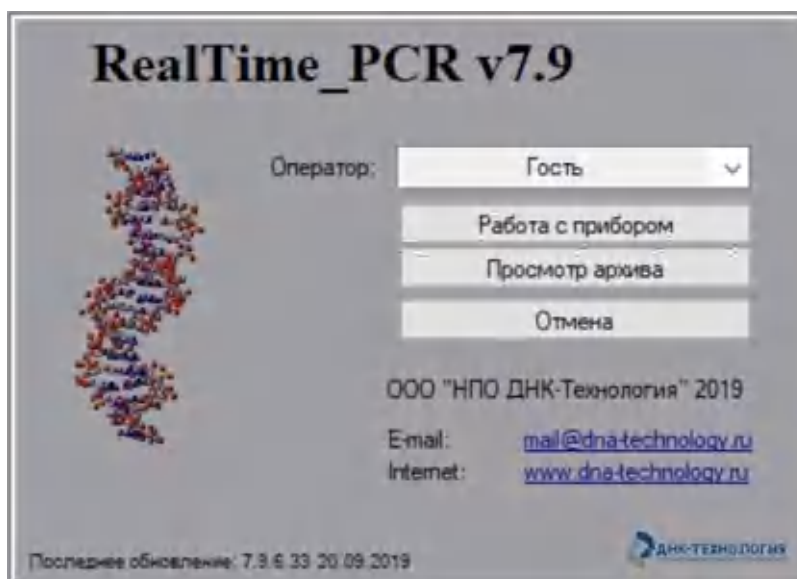 RealTime_PCR v7.9
Оператор: Гость
Работа с прибором
Просмотр архива
Отмена
ООО "НПО ДНК-Технология" 2019
E-mail: mail@dna-technology.ru
Internet: www.dna-technology.ru
Последнее обновление: 7.9.6.33 20.09.2019
ДНК-ТЕХНОЛОГИЯ